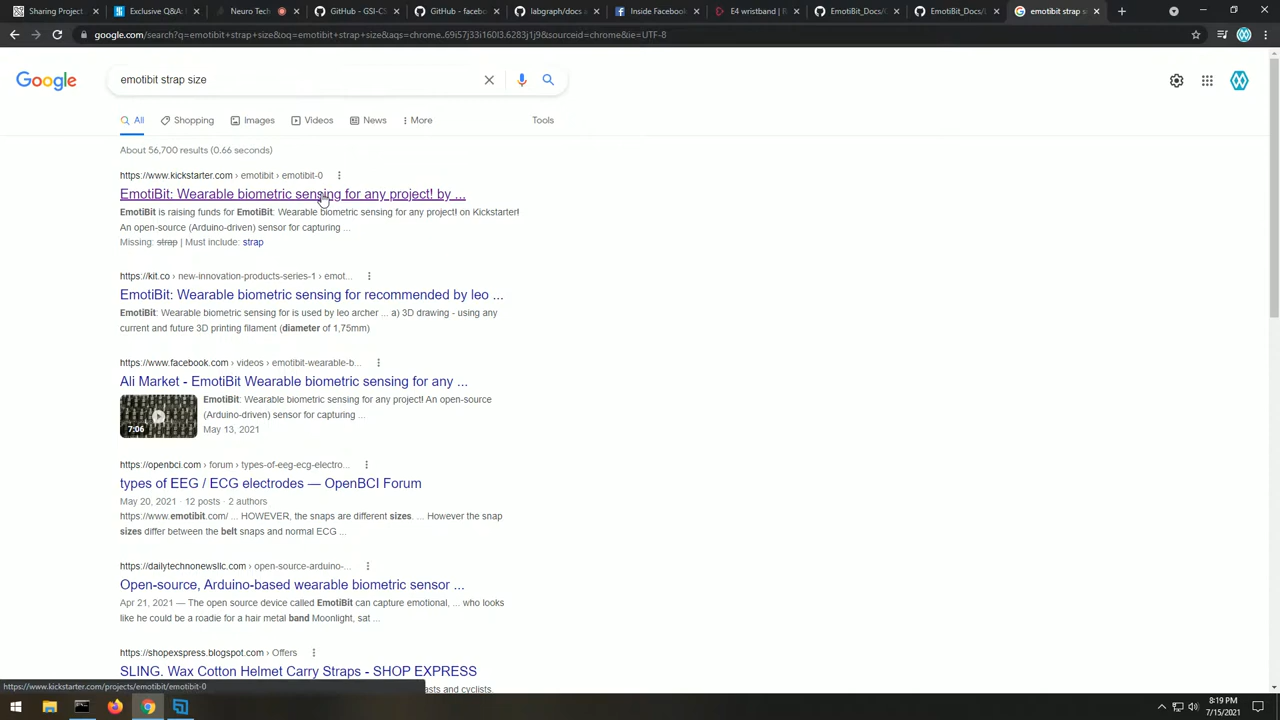 Sharing Project
Exclusive Q&A:
Neuro Tech
GitHub - GSI-CS
GitHub - faceb
labgraph/docs
Inside Facebook
E4 wristband |
EmotiBit_Docs/
EmotiBit_Docs/
emotibit strap s
google.com/search?q=emotibit+strap+size&oq=emotibit+strap+size&aqs=chrome..69i57j33i160l3.6283j1j9&sourceid=chrome&ie=UTF-8
Google
emotibit strap size
All
Shopping
Images
Videos
News
More
Tools
About 56,700 results (0.66 seconds)
https://www.kickstarter.com › emotibit › emotibit-0
EmotiBit: Wearable biometric sensing for any project! by ...
EmotiBit is raising funds for EmotiBit: Wearable biometric sensing for any project! on Kickstarter!
An open-source (Arduino-driven) sensor for capturing ...
Missing: strap | Must include: strap
https://kit.co › new-innovation-products-series-1 › emot...
EmotiBit: Wearable biometric sensing for recommended by leo ...
EmotiBit: Wearable biometric sensing for is used by leo archer ... a) 3D drawing - using any
current and future 3D printing filament (diameter of 1,75mm)
https://www.facebook.com › videos › emotibit-wearable-b...
Ali Market - EmotiBit Wearable biometric sensing for any ...
EmotiBit: Wearable biometric sensing for any project! An open-source
(Arduino-driven) sensor for capturing ...
7:06
May 13, 2021
https://openbci.com › forum › types-of-eeg-ecg-electro...
types of EEG / ECG electrodes — OpenBCI Forum
May 20, 2021 · 12 posts · 2 authors
https://www.emotibit.com/ ... HOWEVER, the snaps are different sizes. ... However the snap
sizes differ between the belt snaps and normal ECG ...
https://dailytechnonewsllc.com › open-source-arduino-...
Open-source, Arduino-based wearable biometric sensor ...
Apr 21, 2021 — The open source device called EmotiBit can capture emotional, ... who looks
like he could be a roadie for a hair metal band Moonlight, sat ...
https://shopexpress.blogspot.com › Offers
SLING. Wax Cotton Helmet Carry Straps - SHOP EXPRESS
https://www.kickstarter.com/projects/emotibit/emotibit-0
asts and cyclists.
8:19 PM
7/15/2021